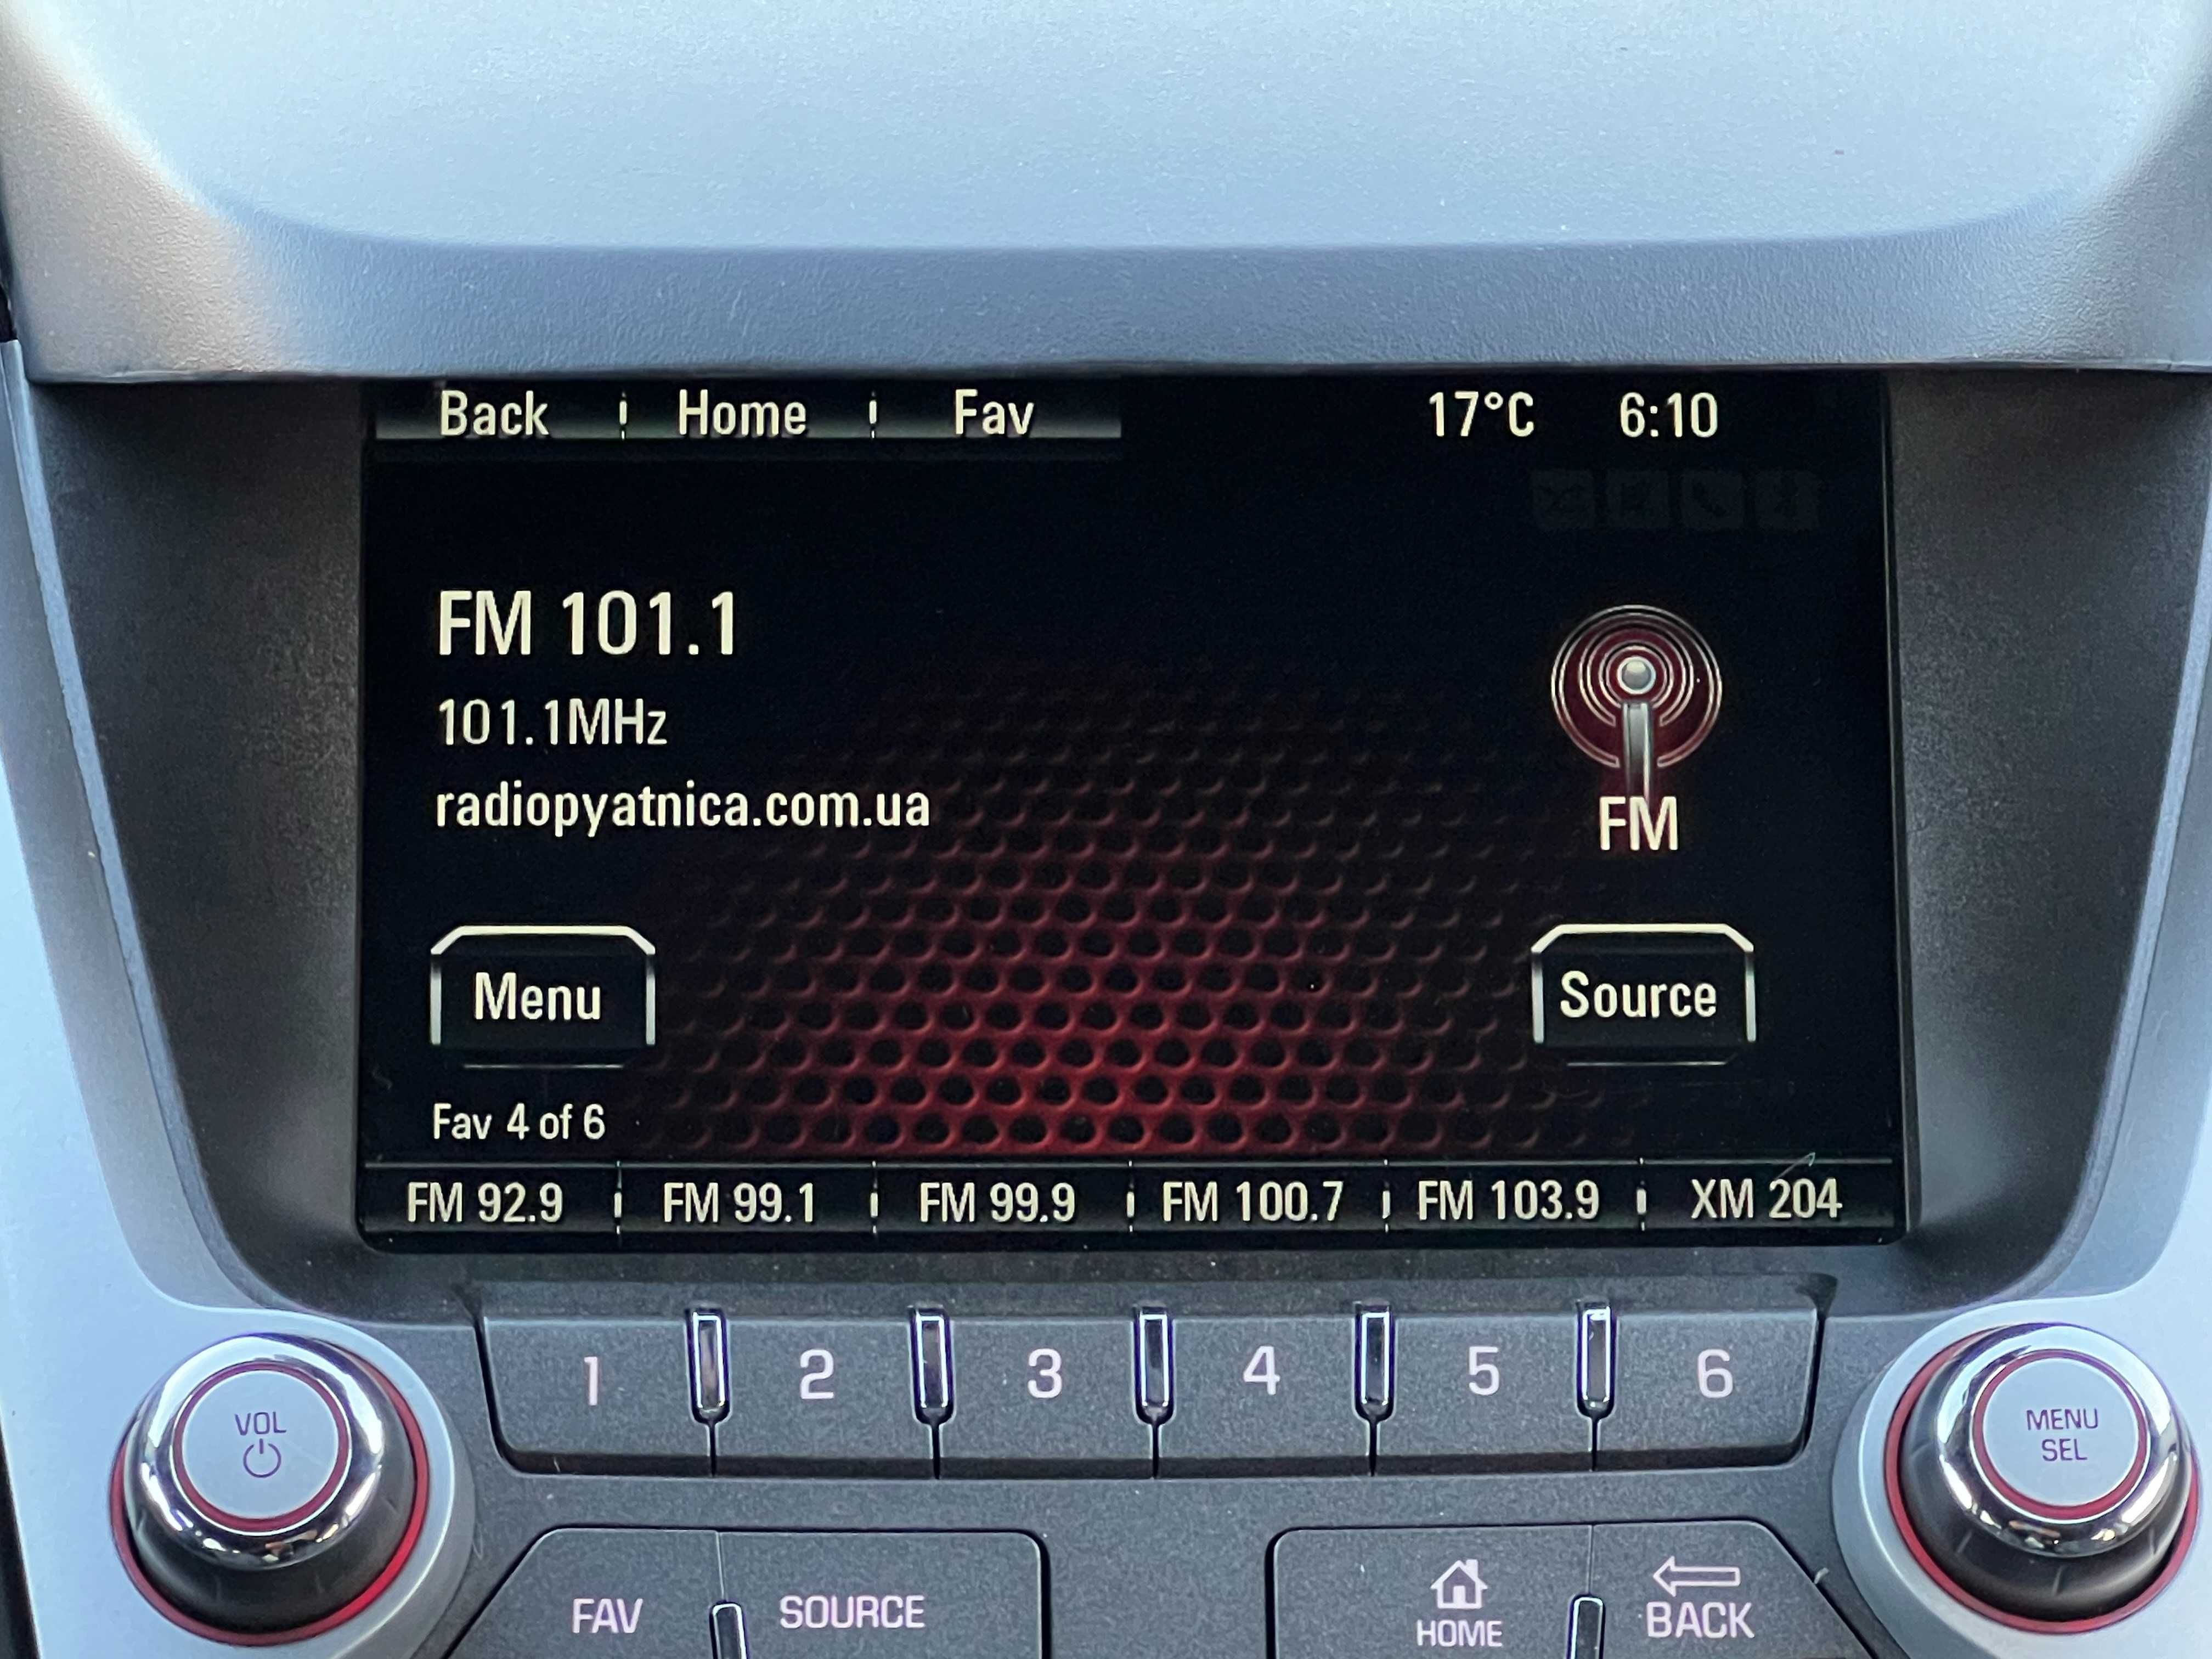 Back Home Fav 17°C 6:10
FM 101.1
101.1MHz
radiopyatnica.com.ua
FM
Menu Source
Fav 4 of 6
FM 92.9 FM 99.1 FM 99.9 FM 100.7 FM 103.9 XM 204
1 2 3 4 5 6
VOL
MENU
SEL
FAV SOURCE HOME BACK